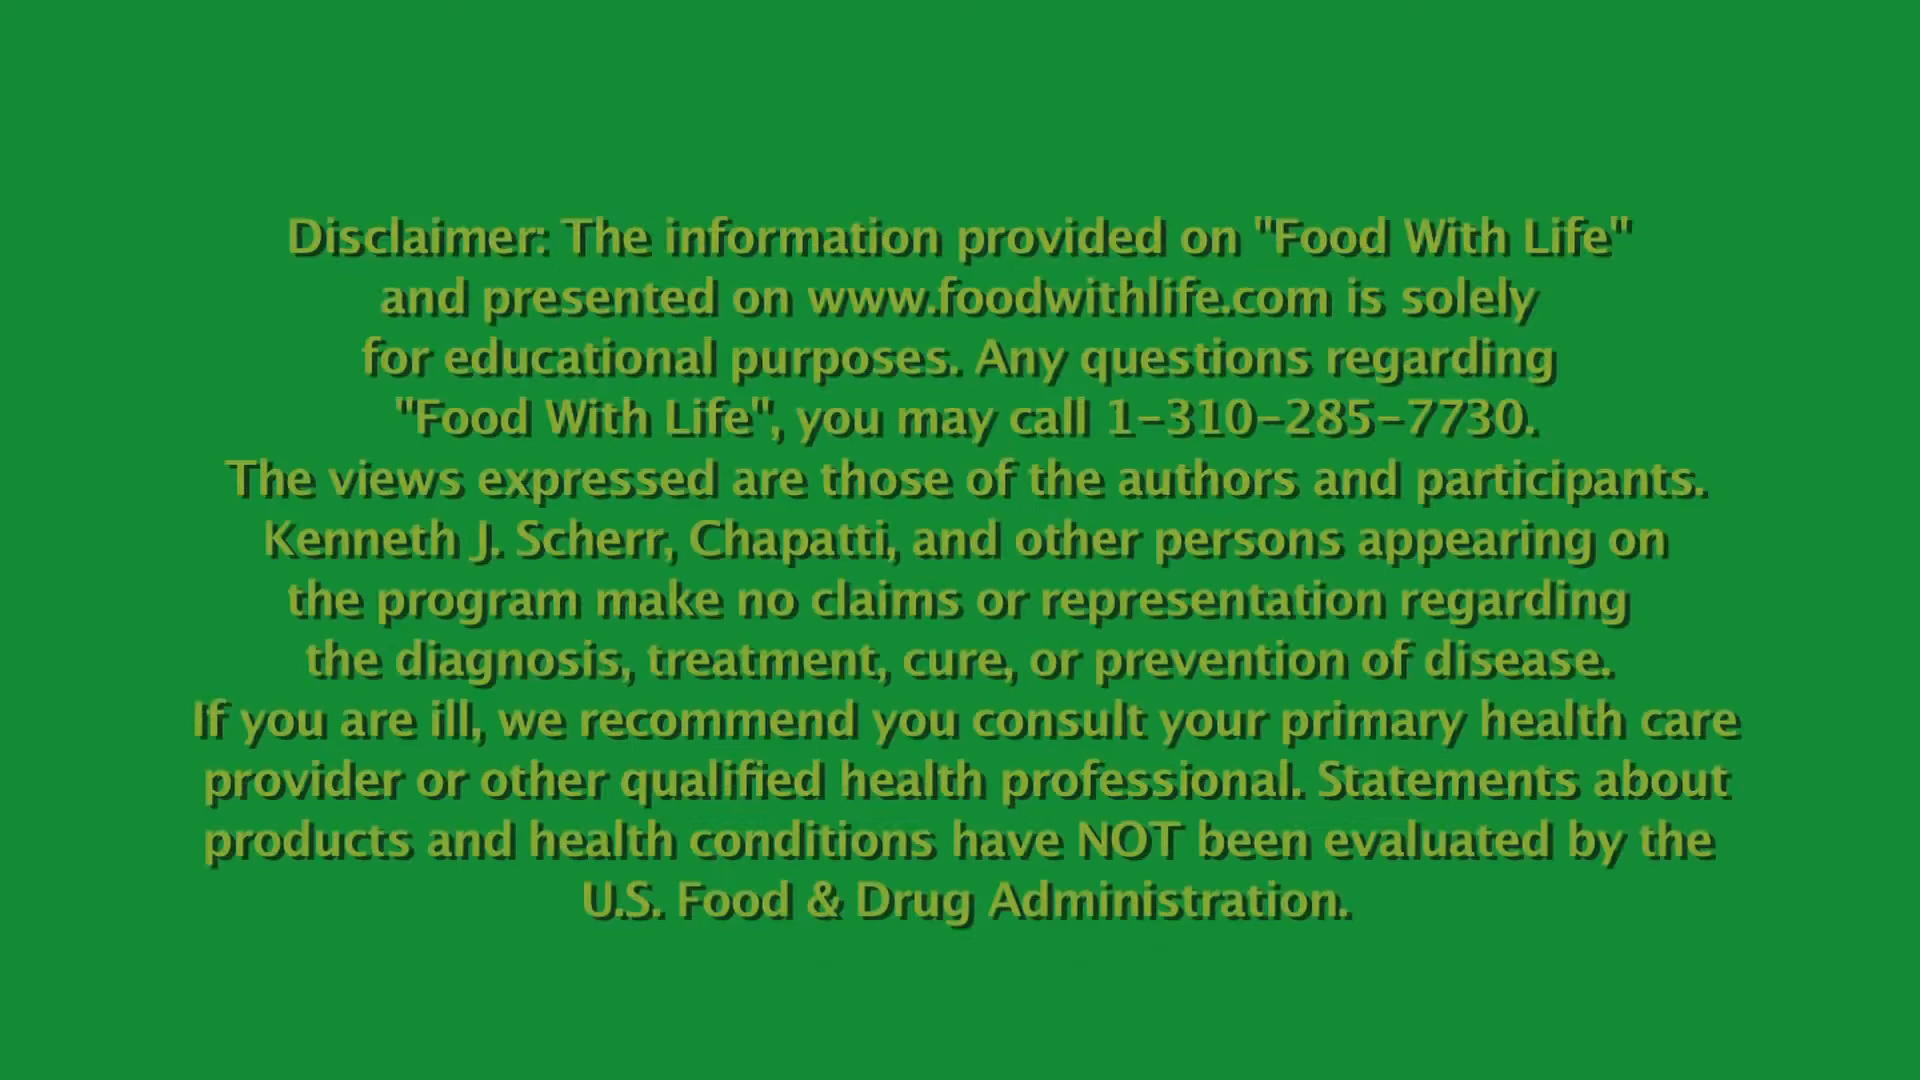 Disclaimer: The information provided on "Food With Life"
and presented on www.foodwithlife.com is solely
for educational purposes. Any questions regarding
"Food With Life", you may call 1-310-285-7730.
The views expressed are those of the authors and participants.
Kenneth J. Scherr, Chapatti, and other persons appearing on
the program make no claims or representation regarding
the diagnosis, treatment, cure, or prevention of disease.
If you are ill, we recommend you consult your primary health care
provider or other qualified health professional. Statements about
products and health conditions have NOT been evaluated by the
U.S. Food & Drug Administration.